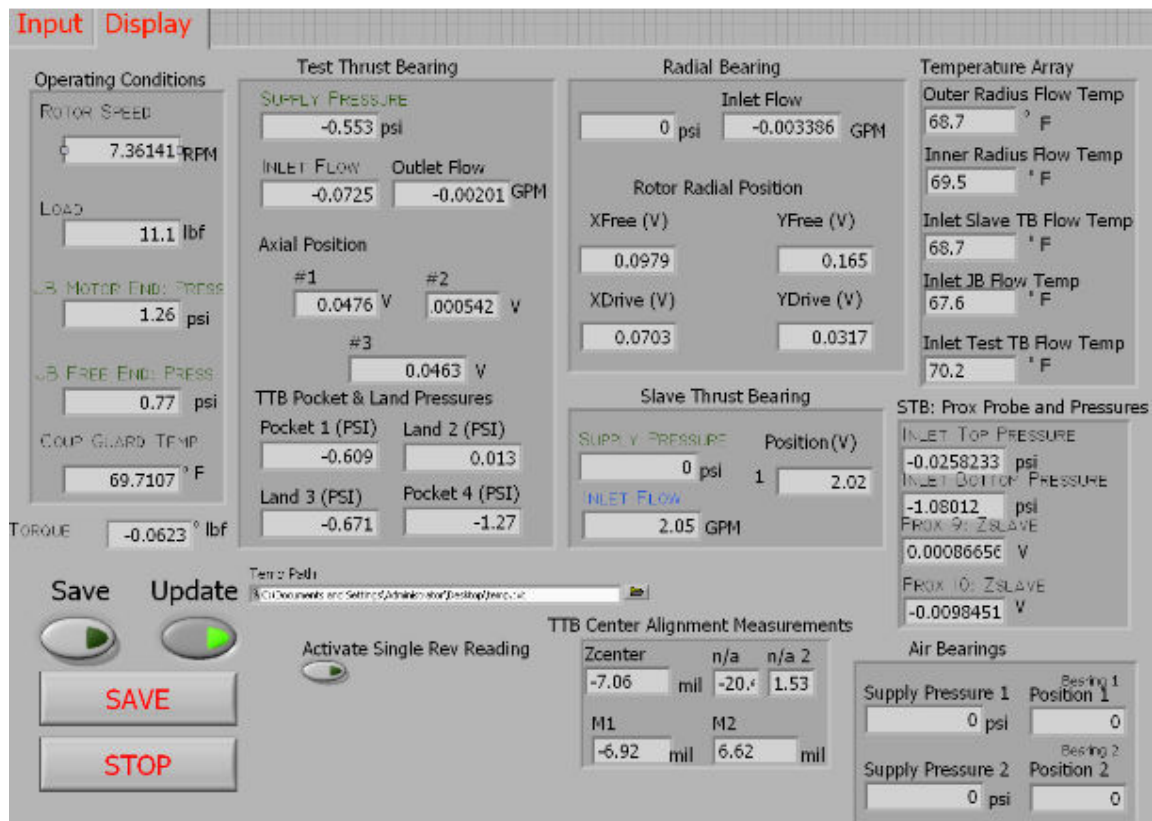 Input Display
Operating Conditions
ROTOR SPEED
7.36141 RPM
LOAD
11.1 lbf
JB MOTOR END: PRESS
1.26 psi
JB FREE END: PRESS
0.77 psi
COUP GUARD TEMP
69.7107 ° F
TORQUE -0.0623 ° lbf
Test Thrust Bearing
SUPPLY PRESSURE
-0.553 psi
INLET FLOW Outlet Flow
-0.0725 -0.00201 GPM
Axial Position
#1 #2
0.0476 V .000542 V
#3
0.0463 V
TTB Pocket & Land Pressures
Pocket 1 (PSI) Land 2 (PSI)
-0.609 0.013
Land 3 (PSI) Pocket 4 (PSI)
-0.671 -1.27
Radial Bearing
Inlet Flow
0 psi -0.003386 GPM
Rotor Radial Position
XFree (V) YFree (V)
0.0979 0.165
XDrive (V) YDrive (V)
0.0703 0.0317
Slave Thrust Bearing
SUPPLY PRESSURE Position (V)
0 psi 1 2.02
INLET FLOW
2.05 GPM
Temperature Array
Outer Radius Flow Temp
68.7 ° F
Inner Radius Flow Temp
69.5 ° F
Inlet Slave TB Flow Temp
68.7 ° F
Inlet JB Flow Temp
67.6 ° F
Inlet Test TB Flow Temp
70.2 ° F
STB: Prox Probe and Pressures
INLET TOP PRESSURE
-0.0258233 psi
INLET BOTTOM PRESSURE
-1.08012 psi
PROX 9: ZSLAVE
0.00086656 V
PROX 10: ZSLAVE
-0.0098451 V
Save Update
SAVE
STOP
Temp Path
C:\Documents and Settings\Administrator\Desktop\temp.txt
Activate Single Rev Reading
TTB Center Alignment Measurements
Zcenter n/a n/a 2
-7.06 mil -20.4 1.53
M1 M2
-6.92 mil 6.62 mil
Air Bearings
Bearing 1
Supply Pressure 1 Position 1
0 psi 0
Bearing 2
Supply Pressure 2 Position 2
0 psi 0